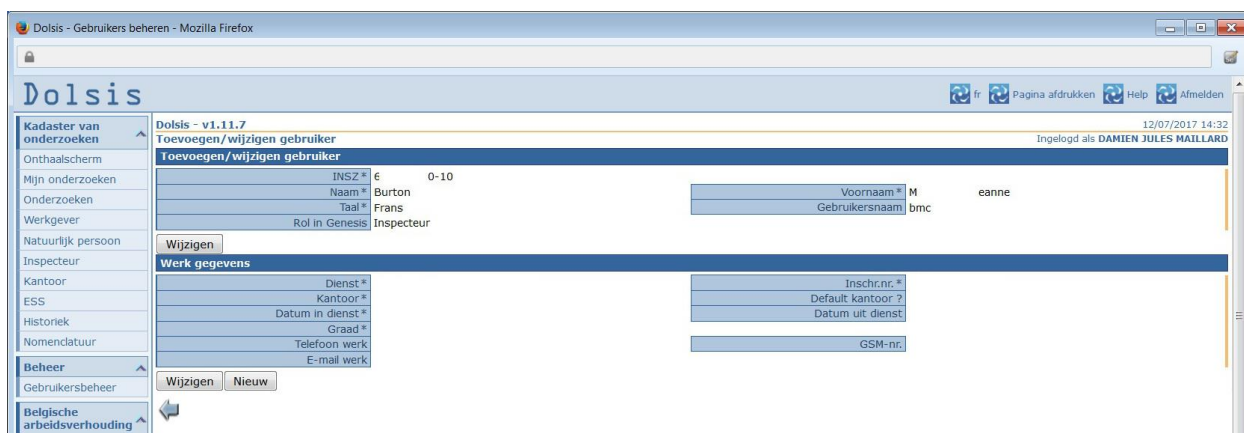 Dolsis - Gebruikers beheren - Mozilla Firefox
Dolsis
fr Pagina afdrukken Help Afmelden
Kadaster van
onderzoeken
Onthaalscherm
Mijn onderzoeken
Onderzoeken
Werkgever
Natuurlijk persoon
Inspecteur
Kantoor
ESS
Historiek
Nomenclatuur
Beheer
Gebruikersbeheer
Belgische
arbeidsverhouding
Dolsis - v1.11.7 12/07/2017 14:32
Toevoegen/wijzigen gebruiker Ingelogd als DAMIEN JULES MAILLARD
Toevoegen/wijzigen gebruiker
INSZ * 6 0-10
Naam * Burton Voornaam * M eanne
Taal * Frans Gebruikersnaam bmc
Rol in Genesis Inspecteur
Wijzigen
Werk gegevens
Dienst * Inschr.nr. *
Kantoor * Default kantoor ?
Datum in dienst * Datum uit dienst
Graad *
Telefoon werk GSM-nr.
E-mail werk
Wijzigen Nieuw